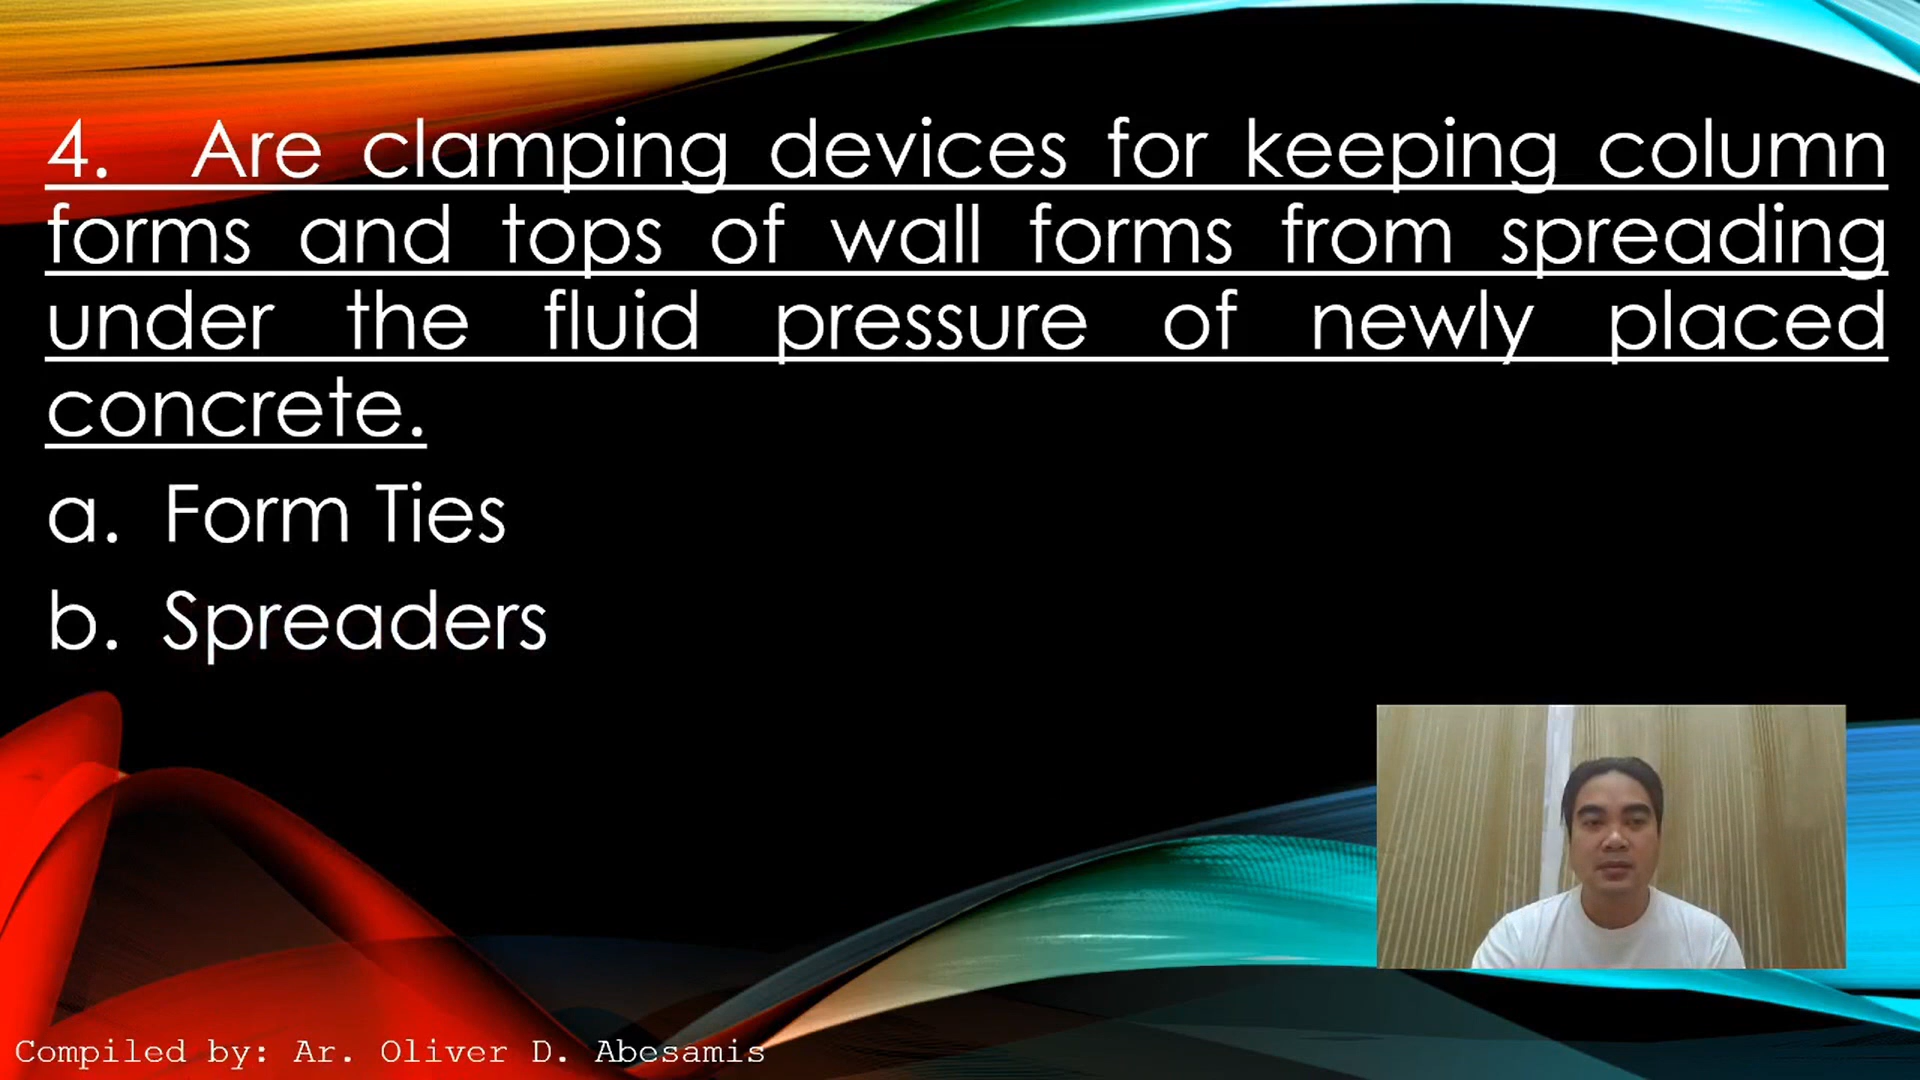 4. Are clamping devices for keeping column
forms and tops of wall forms from spreading
under the fluid pressure of newly placed
concrete.
a. Form Ties
b. Spreaders
Compiled by: Ar. Oliver D. Abesamis